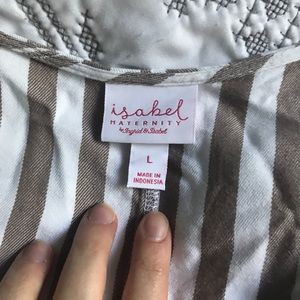 isabel
MATERNITY
by Ingrid & Isabel
L
MADE IN
INDONESIA